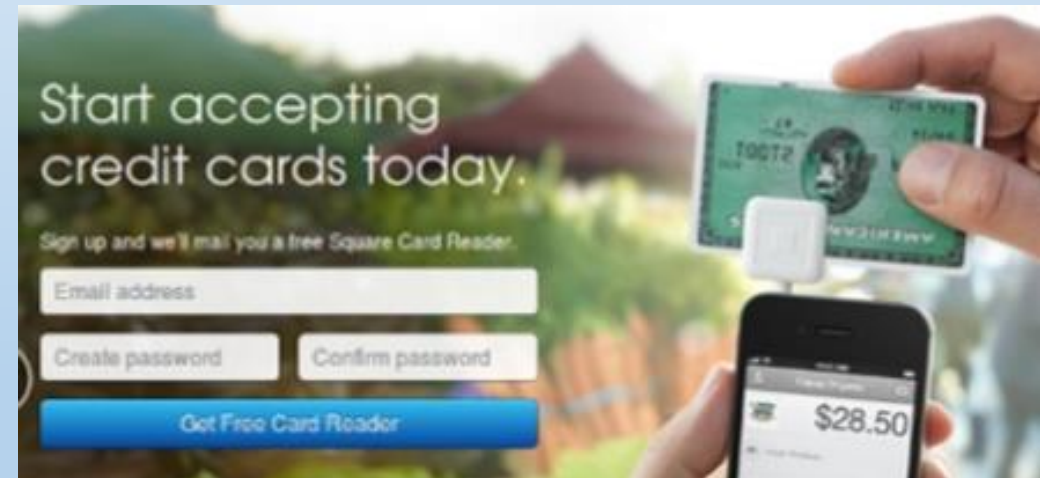 Start accepting
credit cards today.
Sign up and we'll mail you a free Square Card Reader.
Email address
Create password
Confirm password
Get Free Card Reader
$28.50